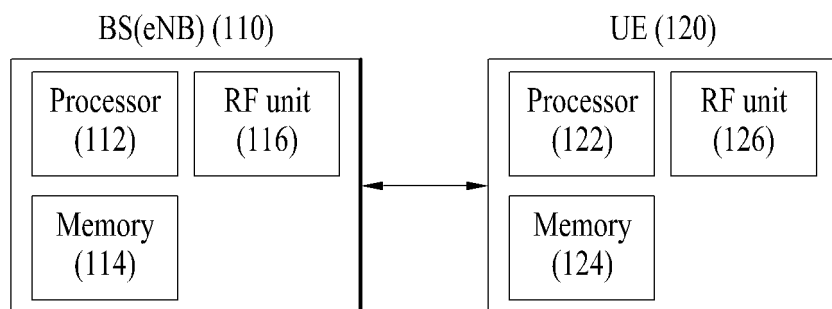 BS(eNB) (110)
UE (120)
Processor
(112)
RF unit
(116)
Memory
(114)
Processor
(122)
RF unit
(126)
Memory
(124)